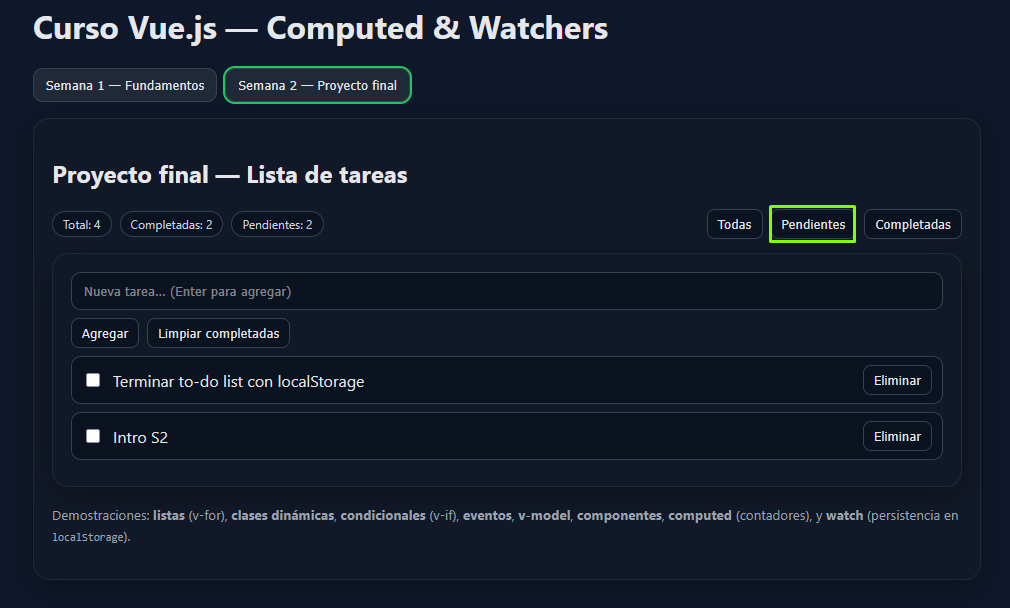 Curso Vue.js — Computed & Watchers
Semana 1 — Fundamentos
Semana 2 — Proyecto final
Proyecto final — Lista de tareas
Total: 4
Completadas: 2
Pendientes: 2
Todas
Pendientes
Completadas
Nueva tarea... (Enter para agregar)
Agregar
Limpiar completadas
Terminar to-do list con localStorage
Eliminar
Intro S2
Eliminar
Demostraciones: listas (v-for), clases dinámicas, condicionales (v-if), eventos, v-model, componentes, computed (contadores), y watch (persistencia en
localStorage).